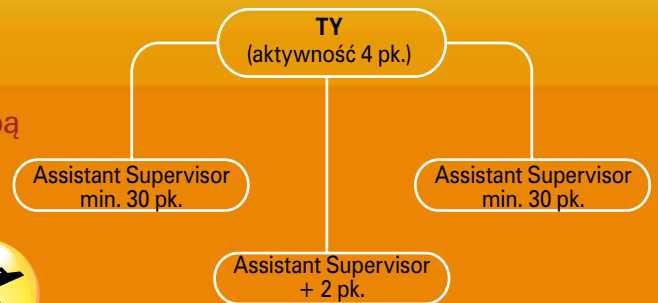 TY
(aktywność 4 pk.)
Assistant Supervisor
min. 30 pk.
Assistant Supervisor
min. 30 pk.
Assistant Supervisor
+ 2 pk.